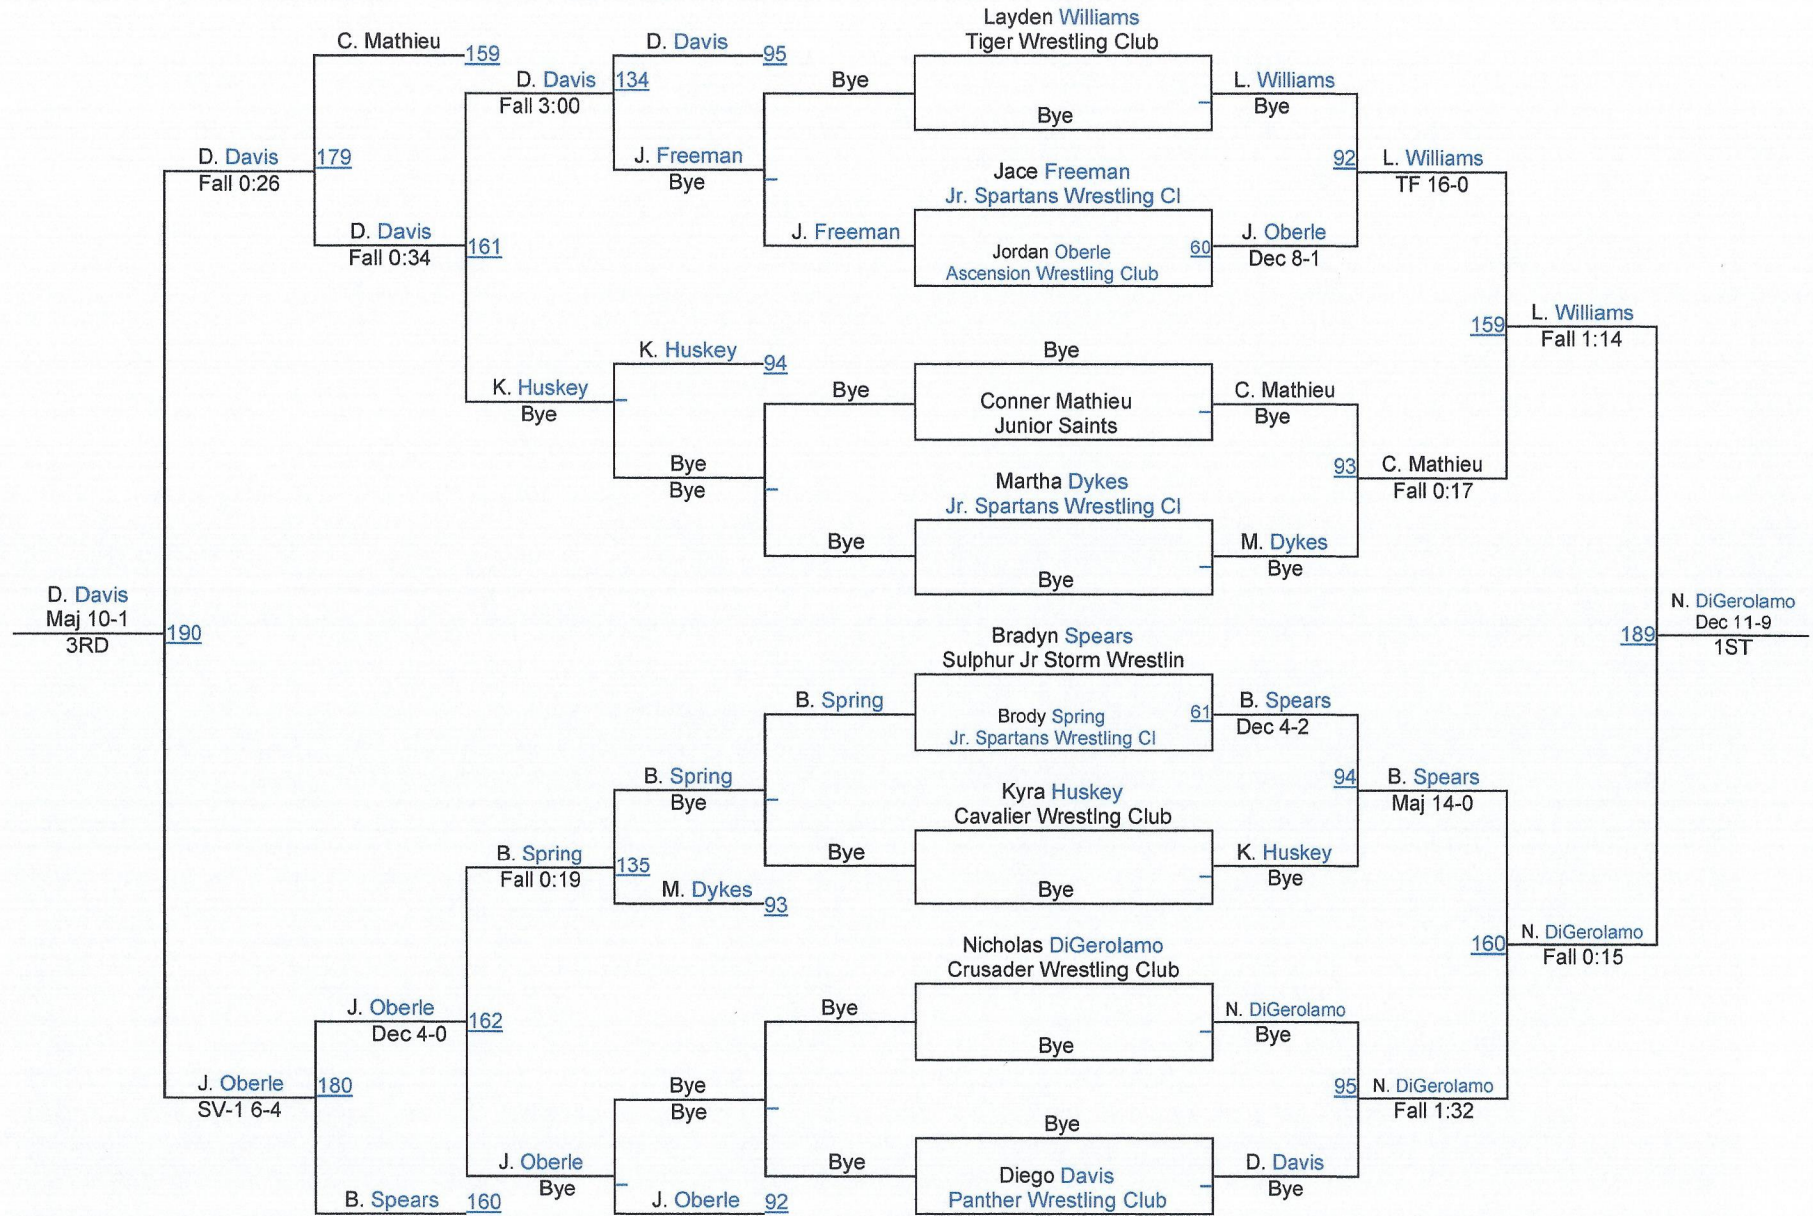 Layden Williams
C. Mathieu
D. Davis
Tiger Wrestling Club
159
95
D. Davis
134
Bye
L. Williams
Fall 3:00
Bye
Bye
D. Davis
179
J. Freeman
92
L. Williams
Fall 0:26
Bye
Jace Freeman
TF 16-0
Jr. Spartans Wrestling Cl
D. Davis
161
J. Freeman
Jordan Oberle
60
J. Oberle
Fall 0:34
Ascension Wrestling Club
Dec 8-1
159
L. Williams
Fall 1:14
K. Huskey
94
Bye
K. Huskey
Bye
Bye
Conner Mathieu
C. Mathieu
Junior Saints
Bye
Bye
Bye
93
C. Mathieu
Martha Dykes
Fall 0:17
Jr. Spartans Wrestling Cl
Bye
M. Dykes
Bye
Bye
D. Davis
Maj 10-1
190
3RD
189
N. DiGerolamo
Dec 11-9
1ST
Bradyn Spears
Sulphur Jr Storm Wrestlin
B. Spring
Brody Spring
61
B. Spears
Jr. Spartans Wrestling Cl
Dec 4-2
B. Spring
94
B. Spears
Bye
Kyra Huskey
Maj 14-0
Cavalier Wrestlng Club
B. Spring
135
Bye
K. Huskey
Fall 0:19
M. Dykes
93
Bye
Bye
Nicholas DiGerolamo
160
N. DiGerolamo
Crusader Wrestling Club
Fall 0:15
J. Oberle
162
Bye
N. DiGerolamo
Dec 4-0
Bye
Bye
J. Oberle
180
Bye
95
N. DiGerolamo
SV-1 6-4
Bye
Fall 1:32
Bye
J. Oberle
Bye
Diego Davis
D. Davis
Bye
Panther Wrestling Club
Bye
B. Spears
160
J. Oberle
92